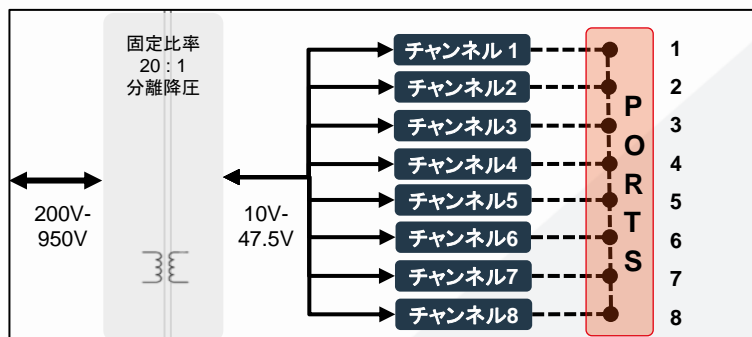 固定比率
20 : 1
分離降圧
200V-
950V
10V-
47.5V
チャンネル 1
チャンネル2
チャンネル3
チャンネル4
チャンネル5
チャンネル6
チャンネル7
チャンネル8
PORTS
1
2
3
4
5
6
7
8